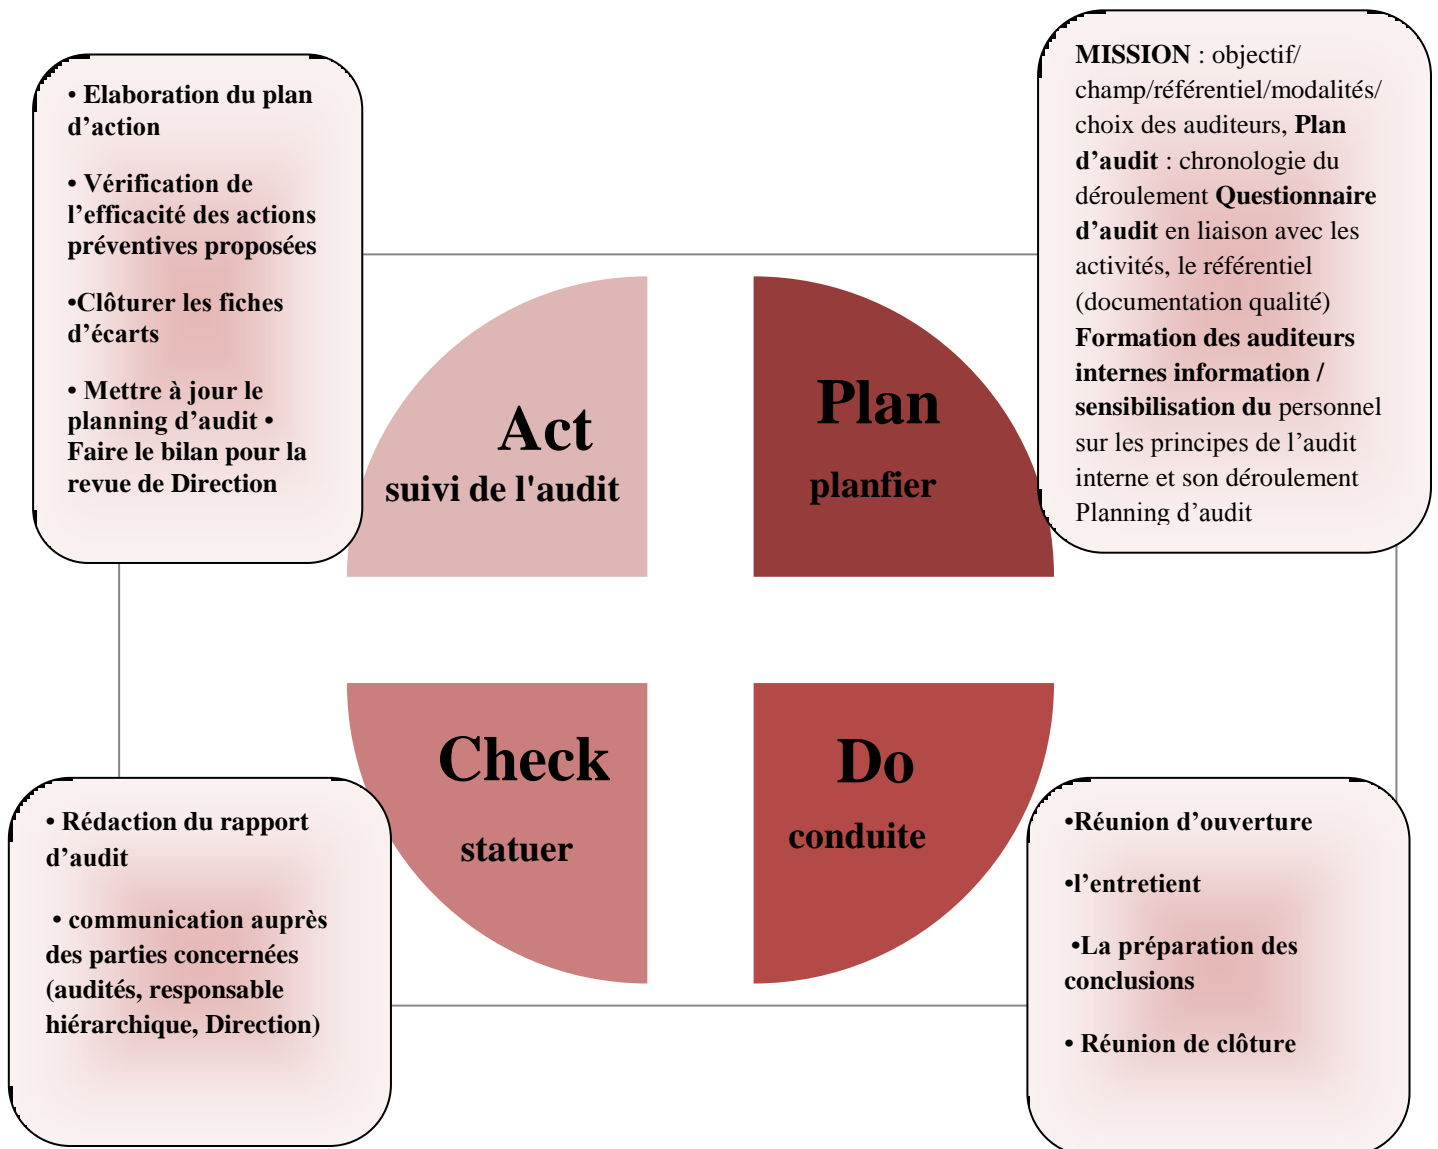 • Elaboration du plan
d’action
• Vérification de
l’efficacité des actions
préventives proposées
•Clôturer les fiches
d’écarts
• Mettre à jour le
planning d’audit •
Faire le bilan pour la
revue de Direction
MISSION : objectif/
champ/référentiel/modalités/
choix des auditeurs, Plan
d’audit : chronologie du
déroulement Questionnaire
d’audit en liaison avec les
activités, le référentiel
(documentation qualité)
Formation des auditeurs
internes information /
sensibilisation du personnel
sur les principes de l’audit
interne et son déroulement
Planning d’audit
Act
suivi de l'audit
Plan
planfier
Check
statuer
Do
conduite
• Rédaction du rapport
d’audit
• communication auprès
des parties concernées
(audités, responsable
hiérarchique, Direction)
•Réunion d’ouverture
•l’entretient
•La préparation des
conclusions
• Réunion de clôture